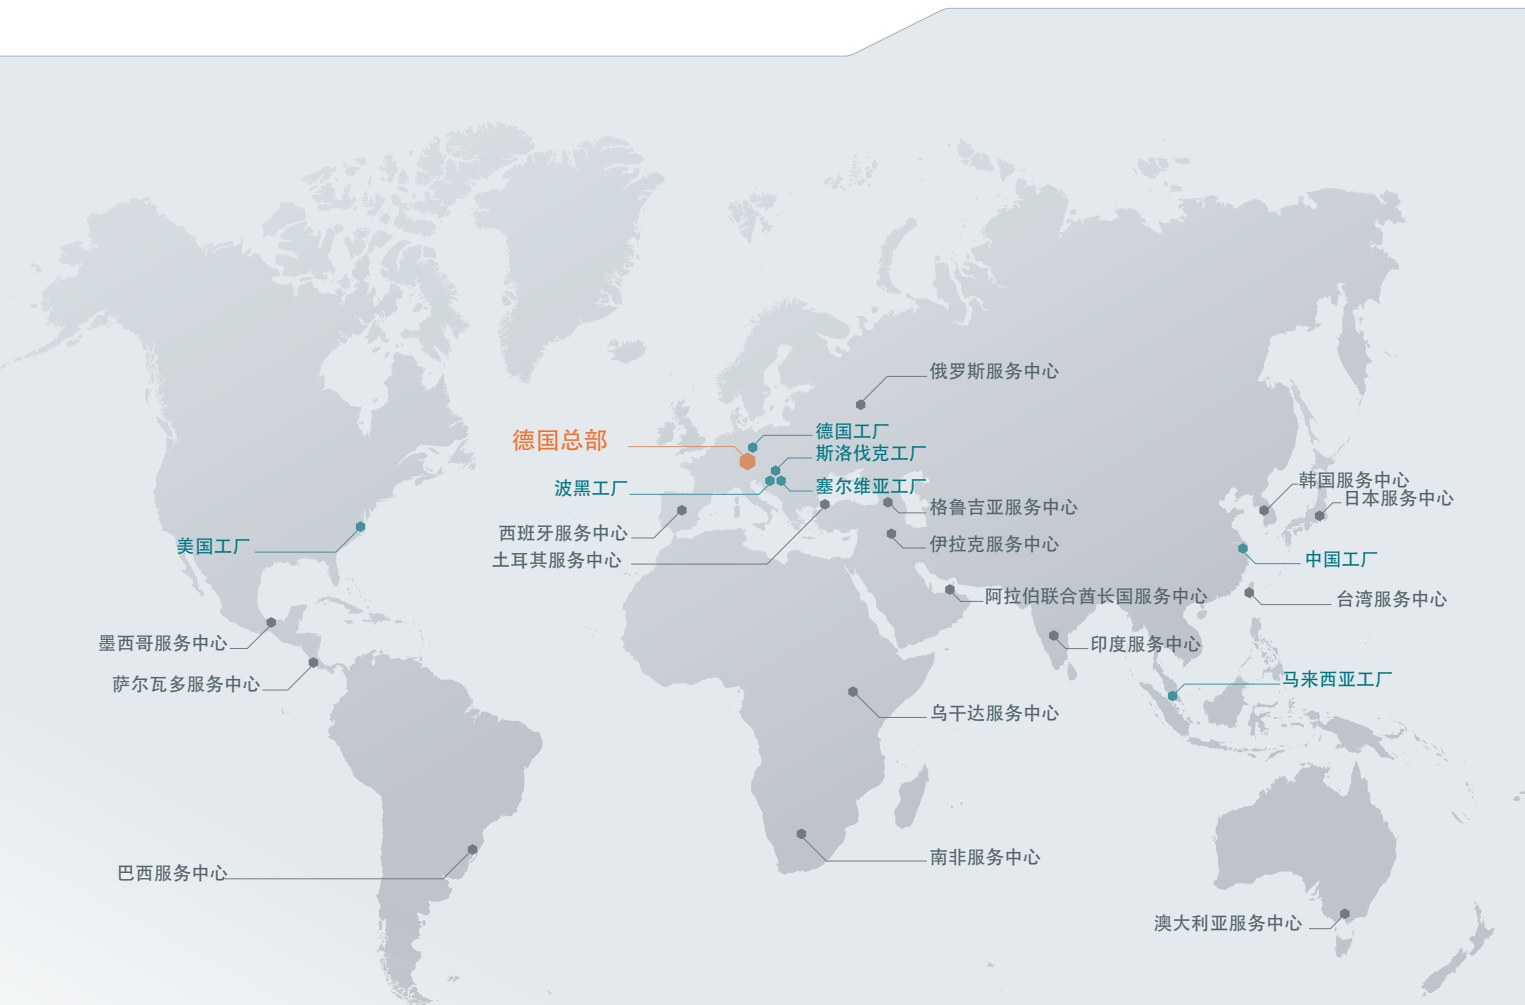 俄罗斯服务中心
德国工厂
德国总部
斯洛伐克工厂
波黑工厂
塞尔维亚工厂
韩国服务中心
日本服务中心
格鲁吉亚服务中心
西班牙服务中心
美国工厂
伊拉克服务中心
土耳其服务中心
中国工厂
阿拉伯联合酋长国服务中心
台湾服务中心
墨西哥服务中心
印度服务中心
萨尔瓦多服务中心
马来西亚工厂
乌干达服务中心
南非服务中心
巴西服务中心
澳大利亚服务中心